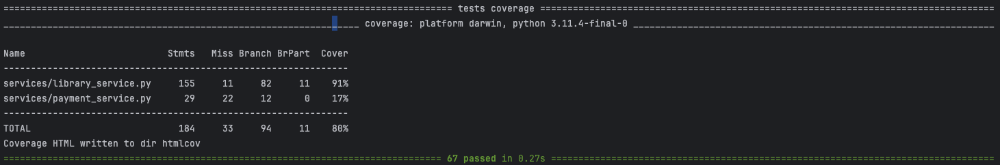 ================================================================================== tests coverage ===================================================================================
_________________________________________________________________ coverage: platform darwin, python 3.11.4-final-0 __________________________________________________________________

Name                          Stmts   Miss Branch BrPart  Cover
---------------------------------------------------------------
services/library_service.py     155     11     82     11    91%
services/payment_service.py      29     22     12      0    17%
---------------------------------------------------------------
TOTAL                           184     33     94     11    80%
Coverage HTML written to dir htmlcov
================================================================================ 67 passed in 0.27s =================================================================================